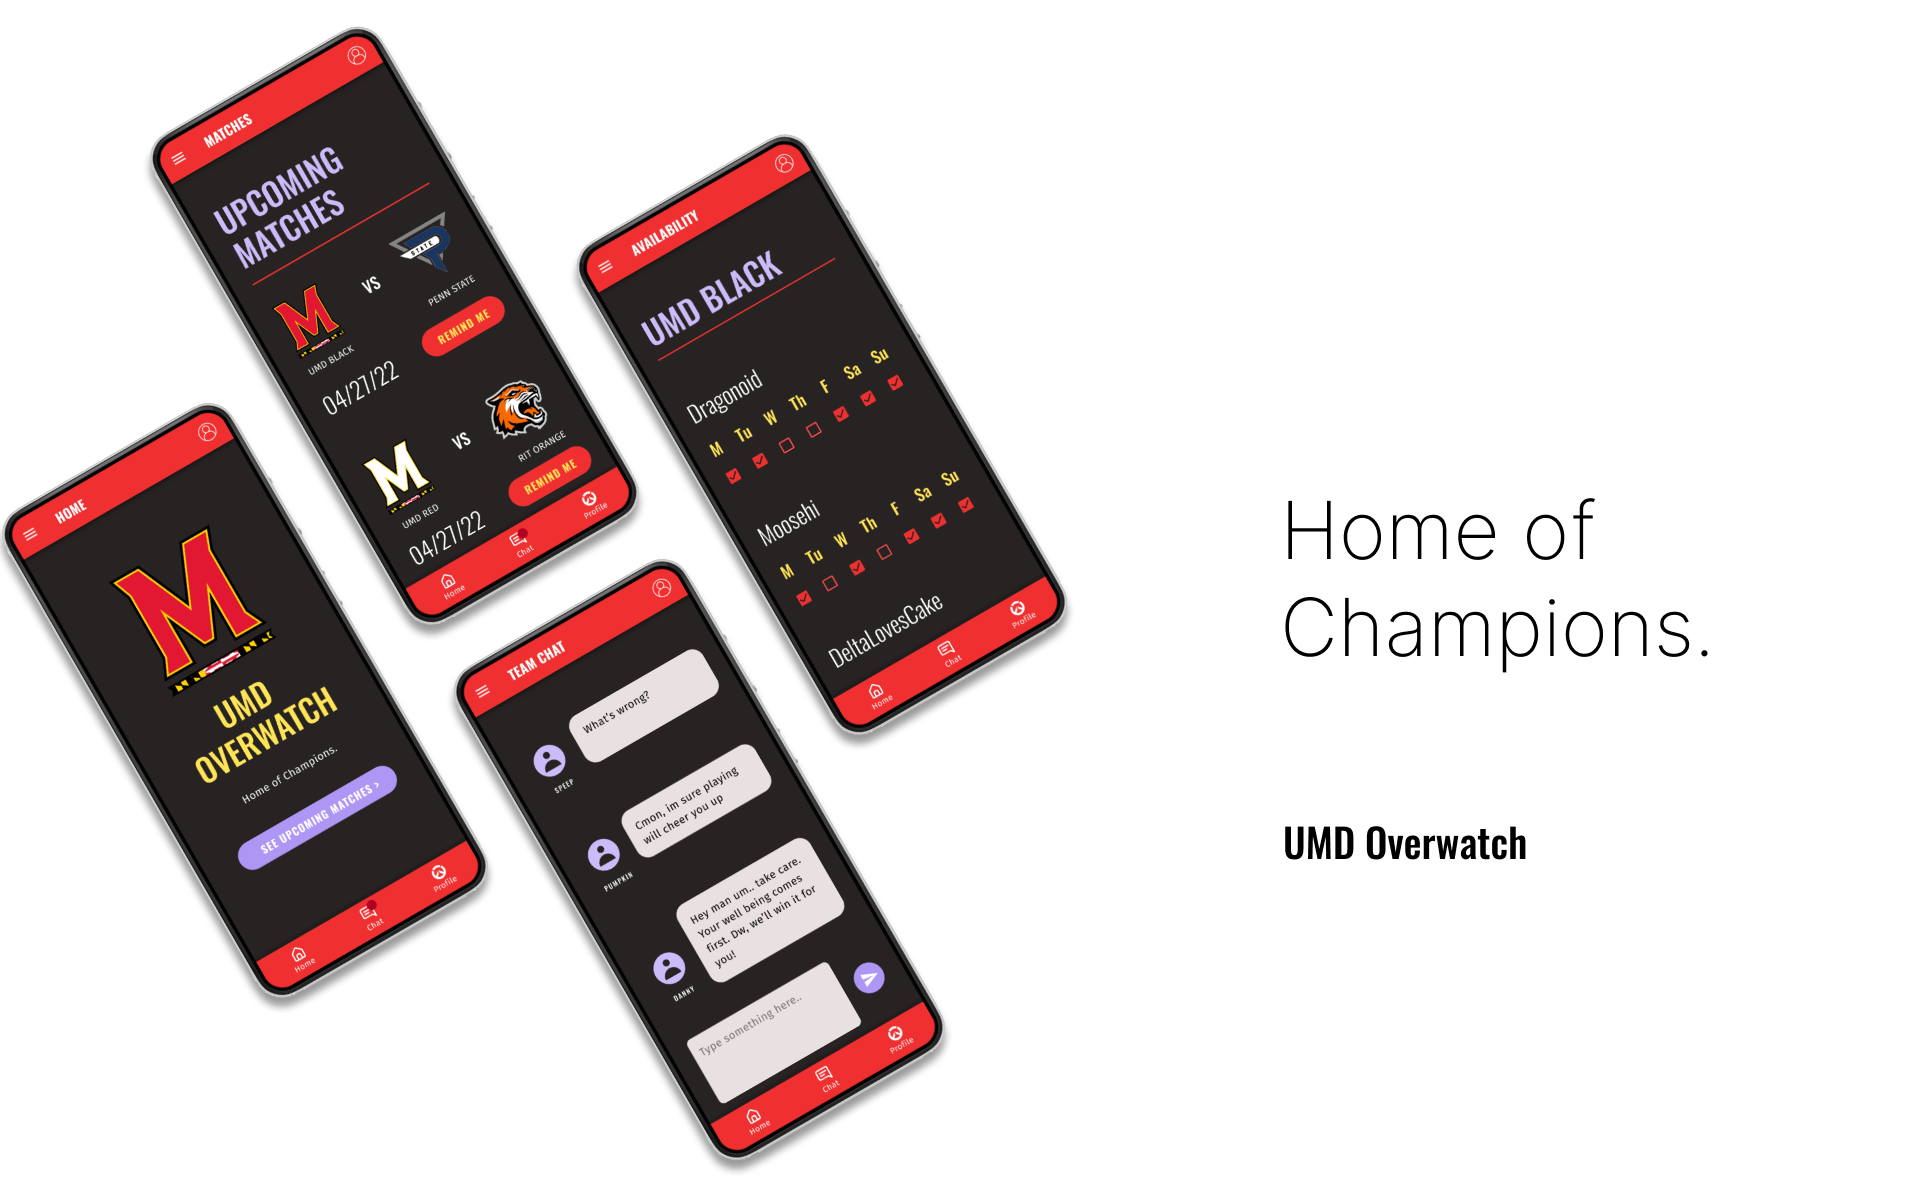 MATCHES
UPCOMING
MATCHES
VS
STATE
PENN STATE
UMD BLACK
REMIND ME
04/27/22
VS
RIT ORANGE
UMD RED
REMIND ME
04/27/22
Home
Chat
Profile
AVAILABILITY
UMD BLACK
Dragonoid
M Tu W Th F Sa Su
Moosehi
M Tu W Th F Sa Su
DeltaLovesCake
Home
Chat
Profile
HOME
M
UMD
OVERWATCH
Home of Champions.
SEE UPCOMING MATCHES >
Home
Chat
Profile
TEAM CHAT
What's wrong?
SPEEP
Cmon, im sure playing
will cheer you up
PUMPKIN
Hey man um.. take care.
Your well being comes
first. Dw, we'll win it for
you!
DANNY
Type something here..
Home
Chat
Profile
Home of
Champions.
UMD Overwatch